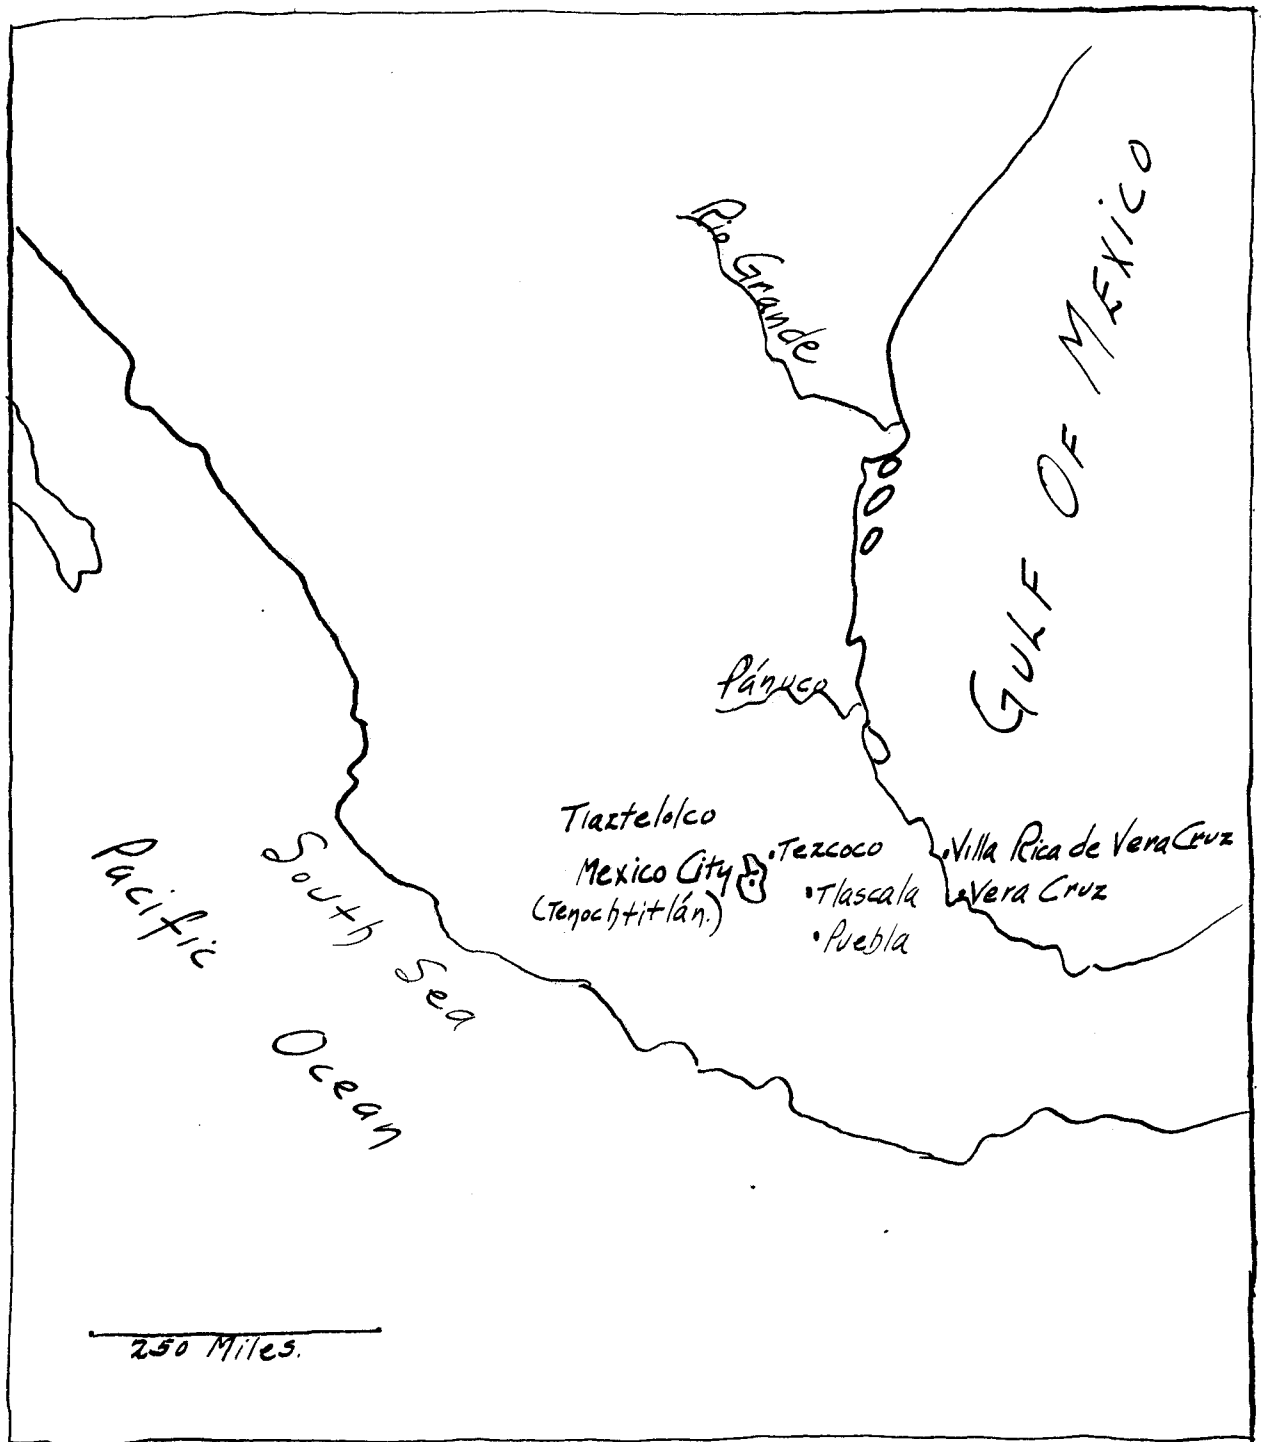 Rio Grande
GULF OF MEXICO
Pánuco
Tlaztelolco
Mexico City
(Tenochtitlán.)
Tezcoco
Tlascala
Puebla
Villa Rica de Vera Cruz
Vera Cruz
Pacific
Ocean
South Sea
250 Miles.